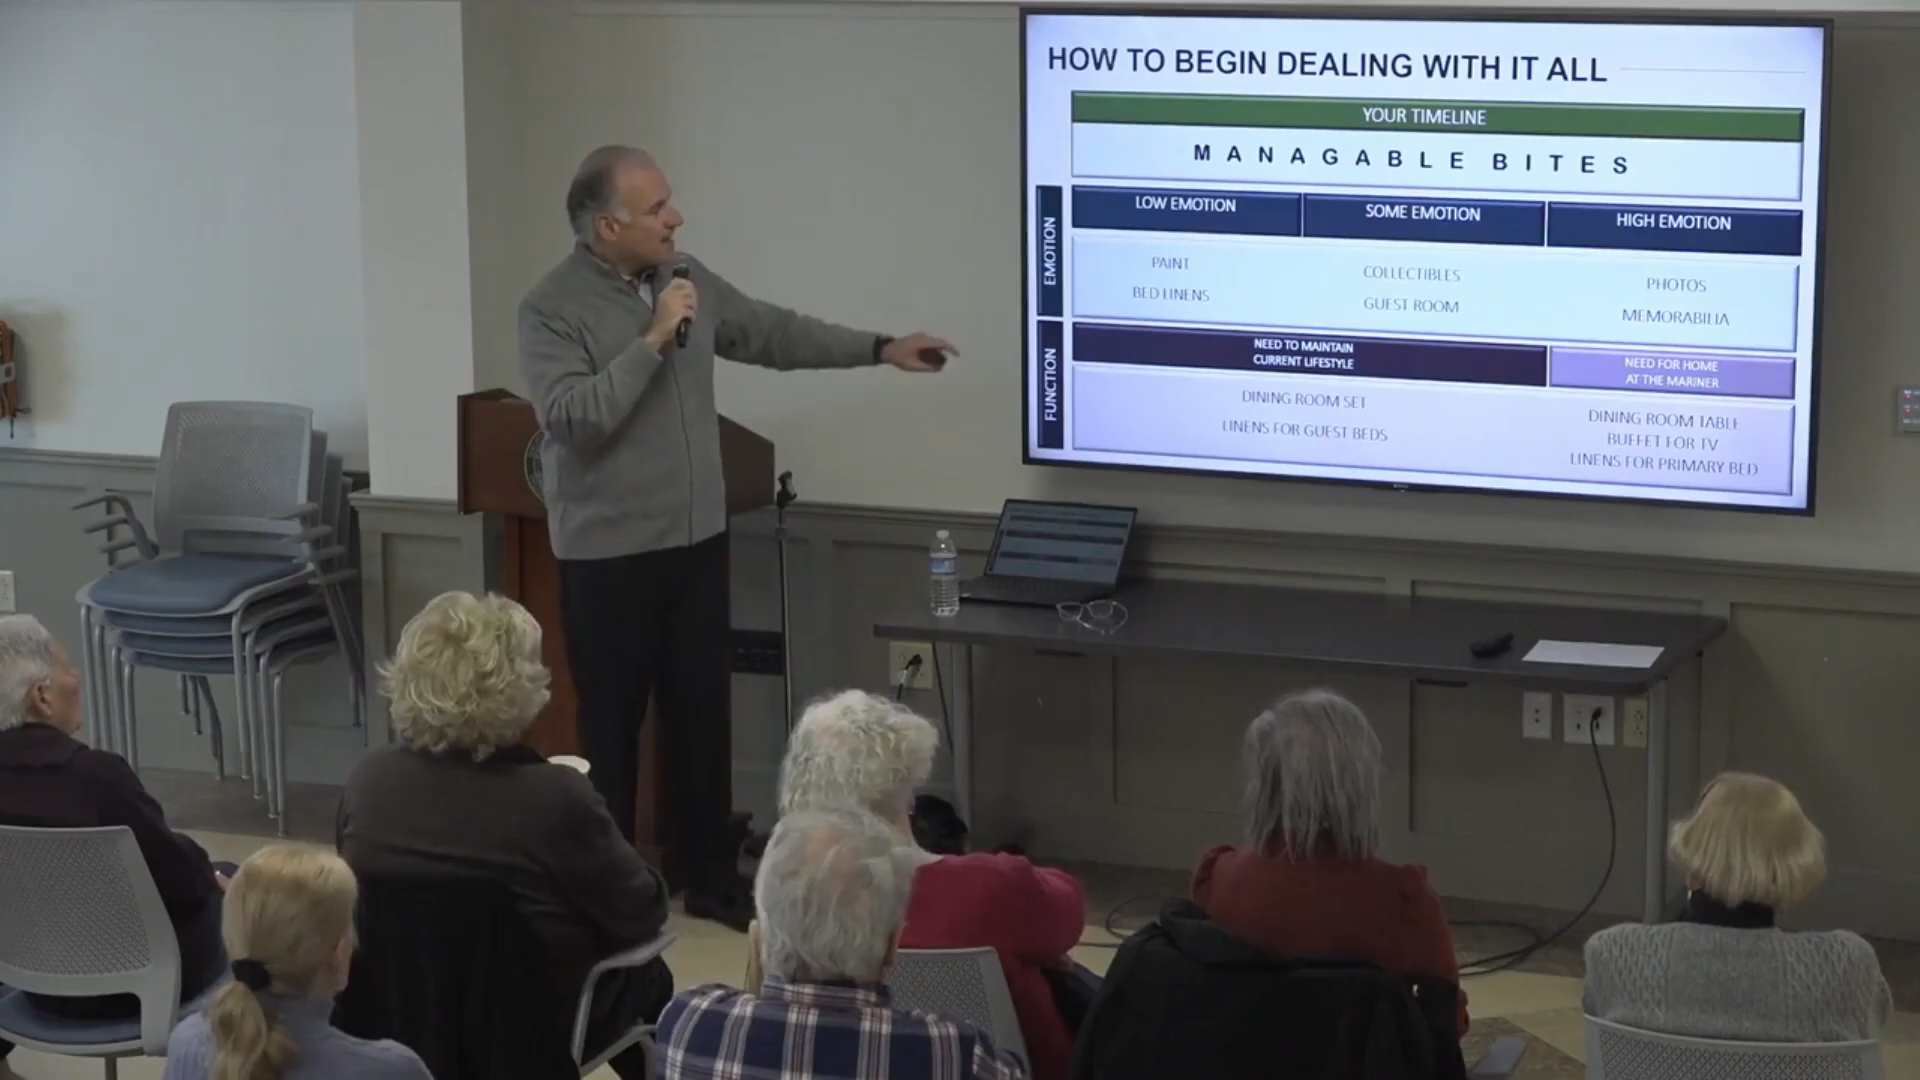 HOW TO BEGIN DEALING WITH IT ALL
YOUR TIMELINE
MANAGABLE BITES
EMOTION
LOW EMOTION
SOME EMOTION
HIGH EMOTION
PAINT
BED LINENS
COLLECTIBLES
GUEST ROOM
PHOTOS
MEMORABILIA
FUNCTION
NEED TO MAINTAIN
CURRENT LIFESTYLE
NEED FOR HOME
AT THE MARINER
DINING ROOM SET
LINENS FOR GUEST BEDS
DINING ROOM TABLE
BUFFET FOR TV
LINENS FOR PRIMARY BED